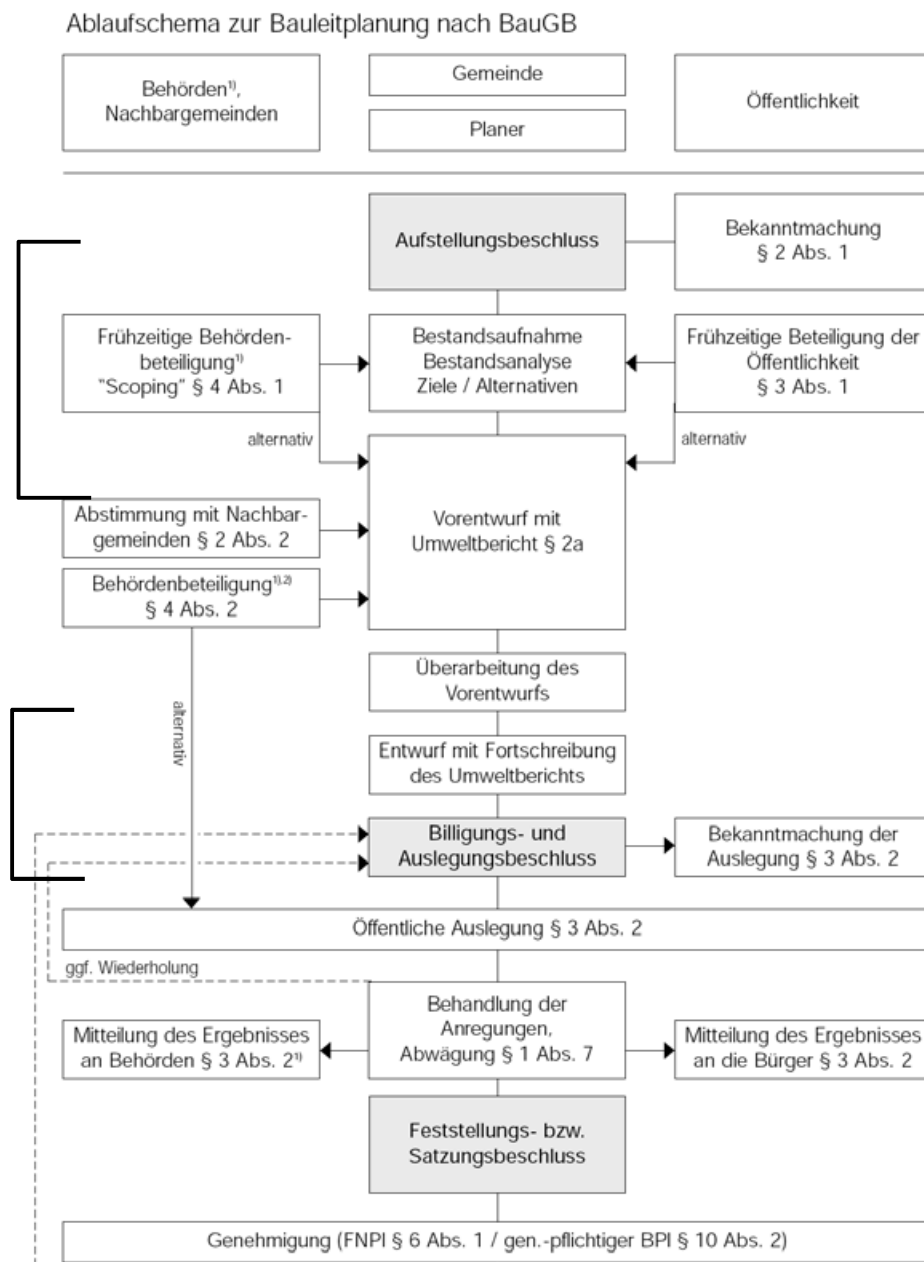 Ablaufschema zur Bauleitplanung nach BauGB
Behörden¹⁾,
Nachbargemeinden
Gemeinde
Planer
Öffentlichkeit
Aufstellungsbeschluss
Bekanntmachung
§ 2 Abs. 1
Frühzeitige Behörden-
beteiligung¹⁾
"Scoping" § 4 Abs. 1
Bestandsaufnahme
Bestandsanalyse
Ziele / Alternativen
Frühzeitige Beteiligung der
Öffentlichkeit
§ 3 Abs. 1
alternativ
alternativ
Abstimmung mit Nachbar-
gemeinden § 2 Abs. 2
Vorentwurf mit
Umweltbericht § 2a
Behördenbeteiligung¹⁾,²⁾
§ 4 Abs. 2
alternativ
Überarbeitung des
Vorentwurfs
Entwurf mit Fortschreibung
des Umweltberichts
Billigungs- und
Auslegungsbeschluss
Bekanntmachung der
Auslegung § 3 Abs. 2
Öffentliche Auslegung § 3 Abs. 2
ggf. Wiederholung
Behandlung der
Anregungen,
Abwägung § 1 Abs. 7
Mitteilung des Ergebnisses
an Behörden § 3 Abs. 2¹⁾
Mitteilung des Ergebnisses
an die Bürger § 3 Abs. 2
Feststellungs- bzw.
Satzungsbeschluss
Genehmigung (FNPl § 6 Abs. 1 / gen.-pflichtiger BPl § 10 Abs. 2)